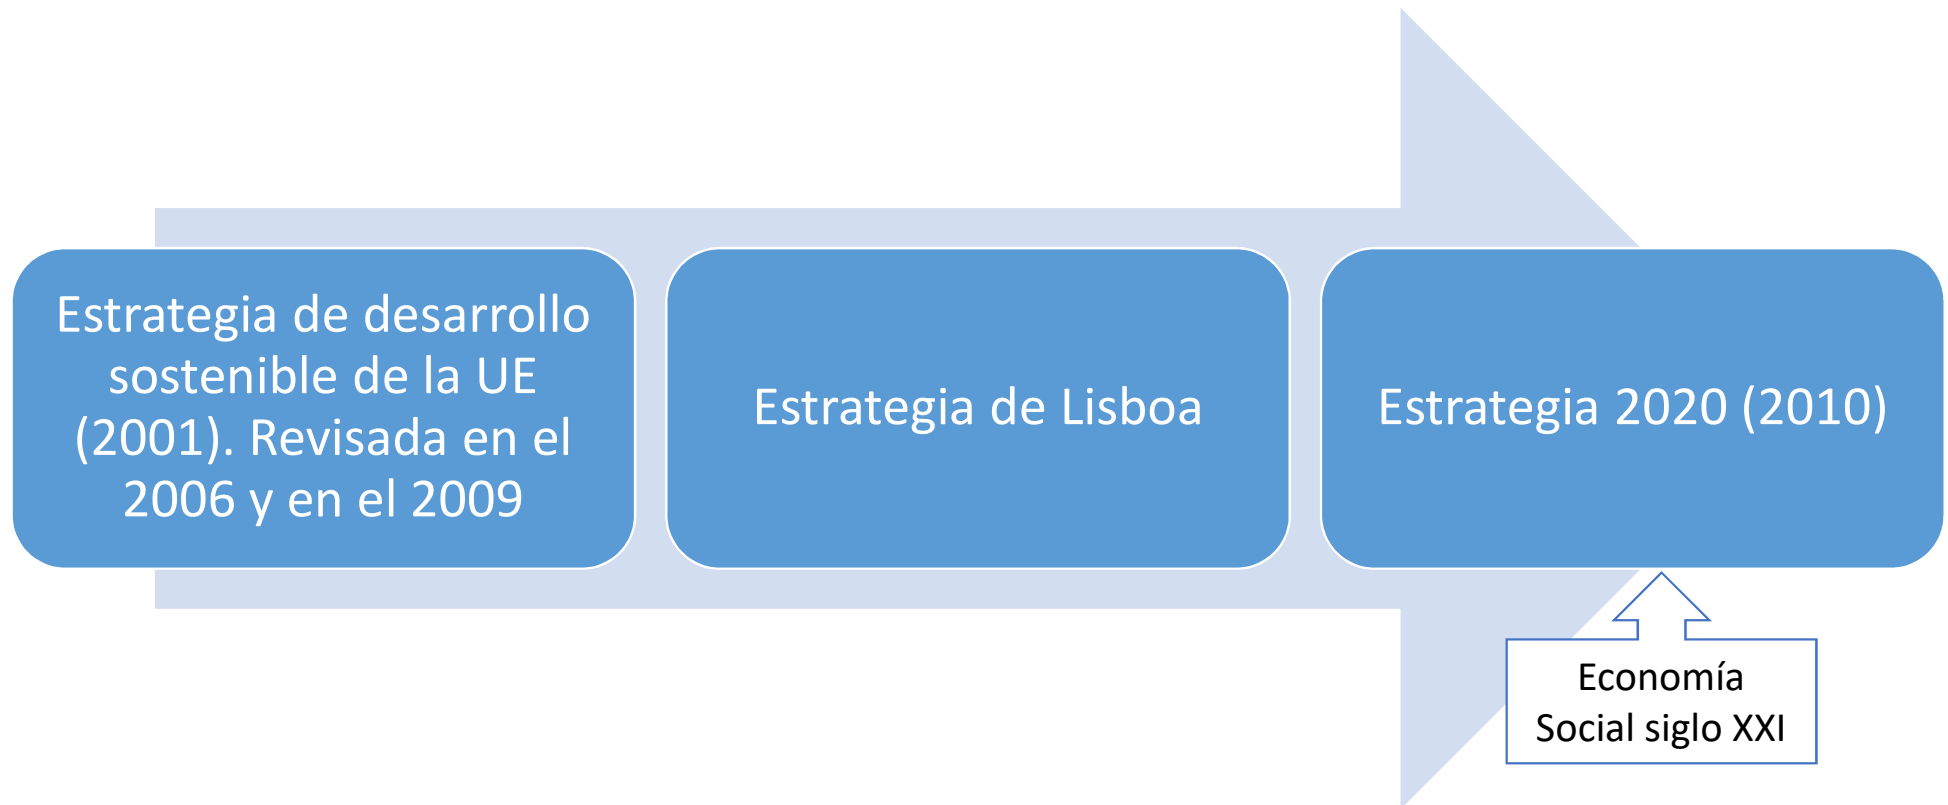 Estrategia de desarrollo
sostenible de la UE
(2001). Revisada en el
2006 y en el 2009
Estrategia de Lisboa
Estrategia 2020 (2010)
Economía
Social siglo XXI